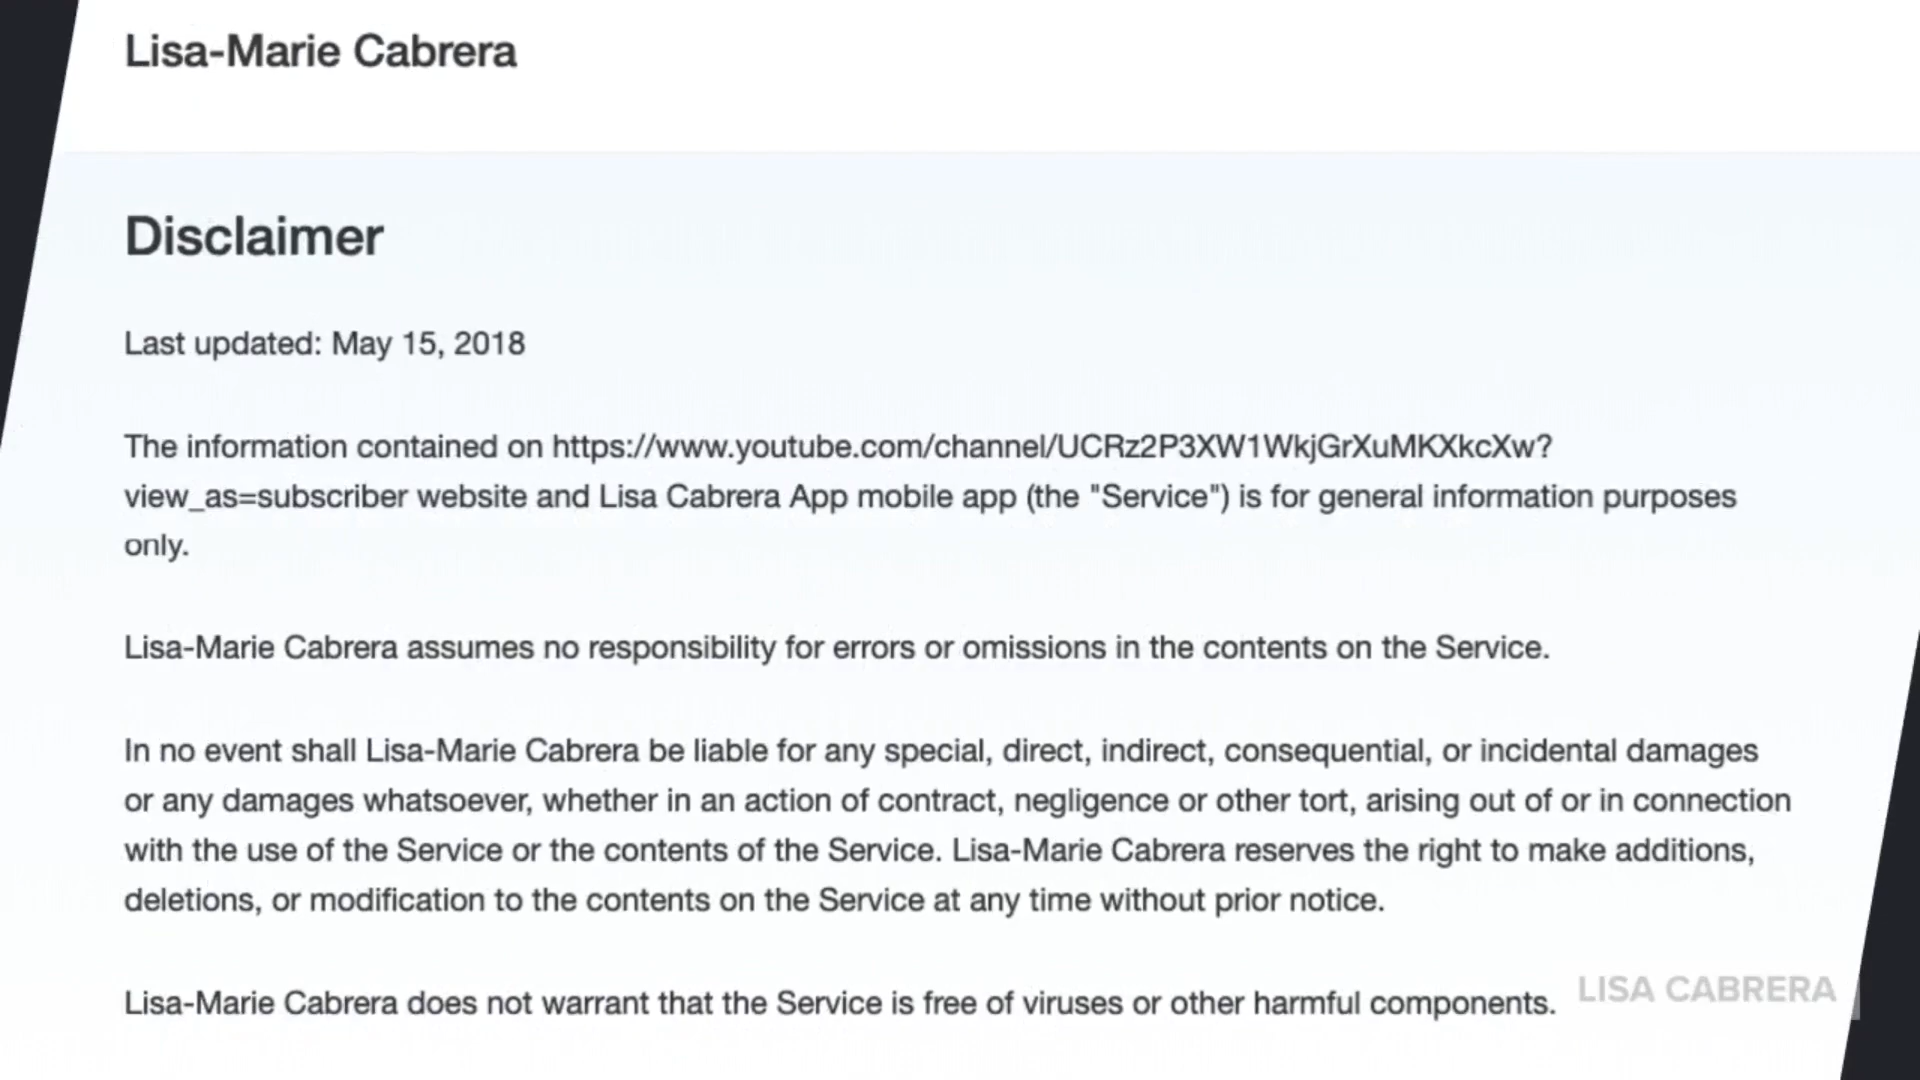 Lisa-Marie Cabrera
Disclaimer
Last updated: May 15, 2018
The information contained on https://www.youtube.com/channel/UCRz2P3XW1WkjGrXuMKXkcXw?
view_as=subscriber website and Lisa Cabrera App mobile app (the "Service") is for general information purposes
only.
Lisa-Marie Cabrera assumes no responsibility for errors or omissions in the contents on the Service.
In no event shall Lisa-Marie Cabrera be liable for any special, direct, indirect, consequential, or incidental damages
or any damages whatsoever, whether in an action of contract, negligence or other tort, arising out of or in connection
with the use of the Service or the contents of the Service. Lisa-Marie Cabrera reserves the right to make additions,
deletions, or modification to the contents on the Service at any time without prior notice.
Lisa-Marie Cabrera does not warrant that the Service is free of viruses or other harmful components.
LISA CABRERA